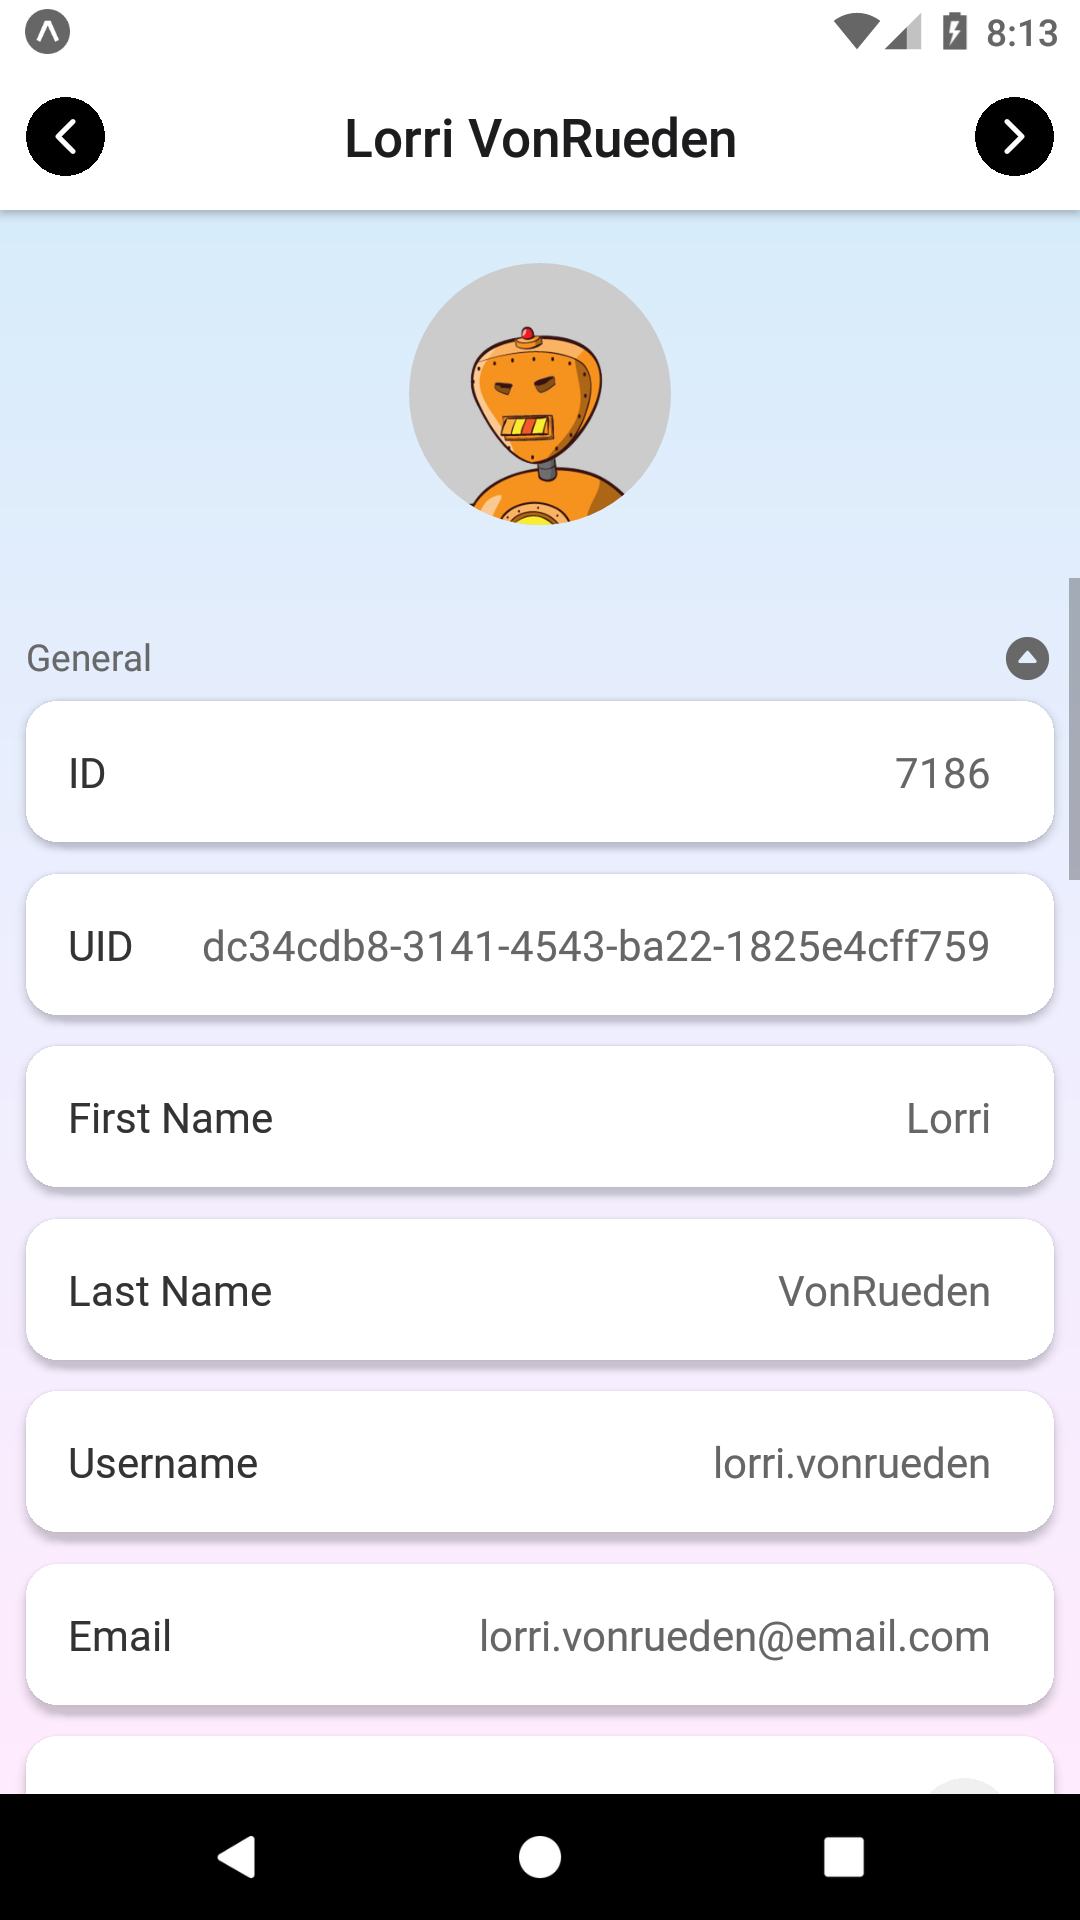 8:13
Lorri VonRueden
General
ID 7186
UID dc34cdb8-3141-4543-ba22-1825e4cff759
First Name Lorri
Last Name VonRueden
Username lorri.vonrueden
Email lorri.vonrueden@email.com